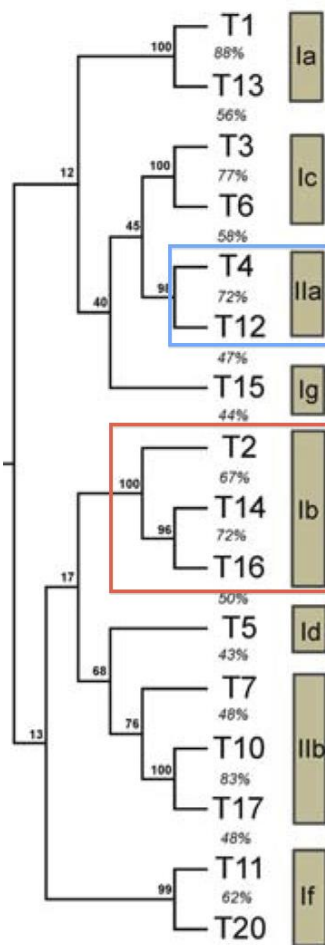 T1
100
88%
Ia
T13
56%
12
T3
100
77%
Ic
T6
45
58%
T4
98
72%
IIa
T12
40
47%
T15
Ig
44%
T2
100
67%
T14
Ib
96
72%
T16
17
50%
T5
Id
43%
68
T7
48%
76
T10
IIb
100
83%
T17
13
48%
T11
99
62%
If
T20